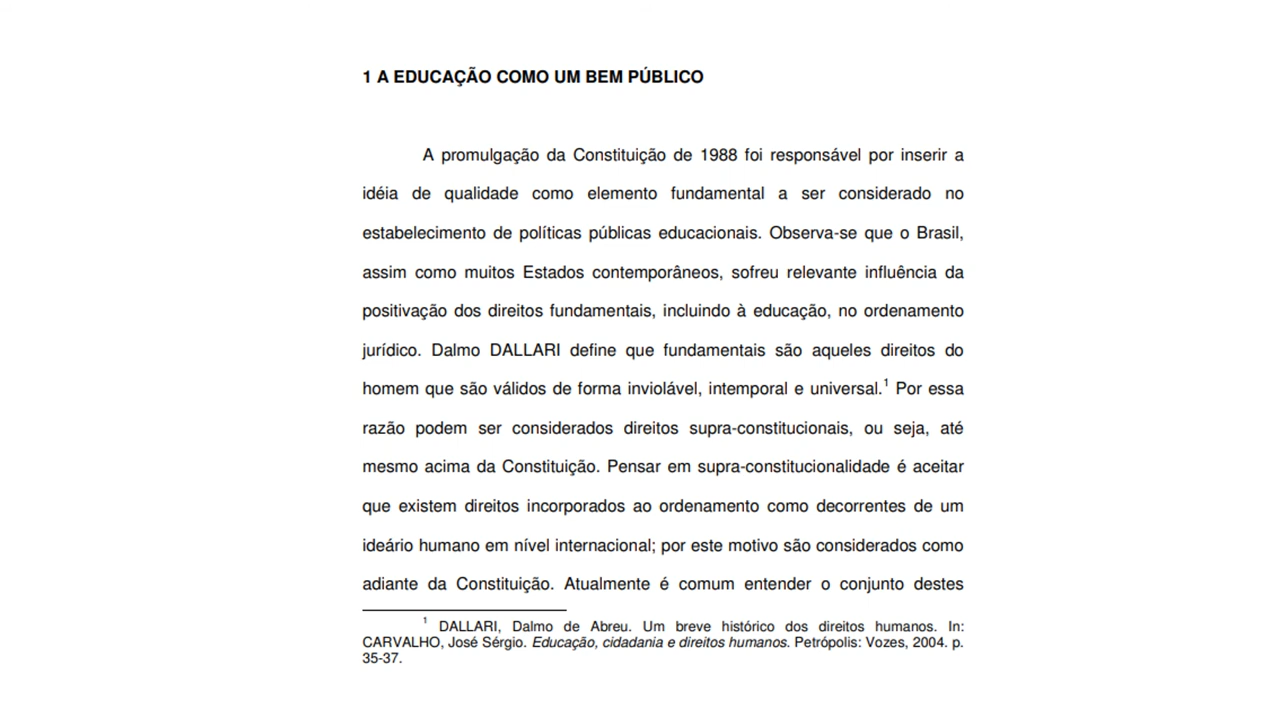 1 A EDUCAÇÃO COMO UM BEM PÚBLICO
A promulgação da Constituição de 1988 foi responsável por inserir a
idéia de qualidade como elemento fundamental a ser considerado no
estabelecimento de políticas públicas educacionais. Observa-se que o Brasil,
assim como muitos Estados contemporâneos, sofreu relevante influência da
positivação dos direitos fundamentais, incluindo à educação, no ordenamento
jurídico. Dalmo DALLARI define que fundamentais são aqueles direitos do
homem que são válidos de forma inviolável, intemporal e universal.¹ Por essa
razão podem ser considerados direitos supra-constitucionais, ou seja, até
mesmo acima da Constituição. Pensar em supra-constitucionalidade é aceitar
que existem direitos incorporados ao ordenamento como decorrentes de um
ideário humano em nível internacional; por este motivo são considerados como
adiante da Constituição. Atualmente é comum entender o conjunto destes
¹ DALLARI, Dalmo de Abreu. Um breve histórico dos direitos humanos. In:
CARVALHO, José Sérgio. Educação, cidadania e direitos humanos. Petrópolis: Vozes, 2004. p.
35-37.